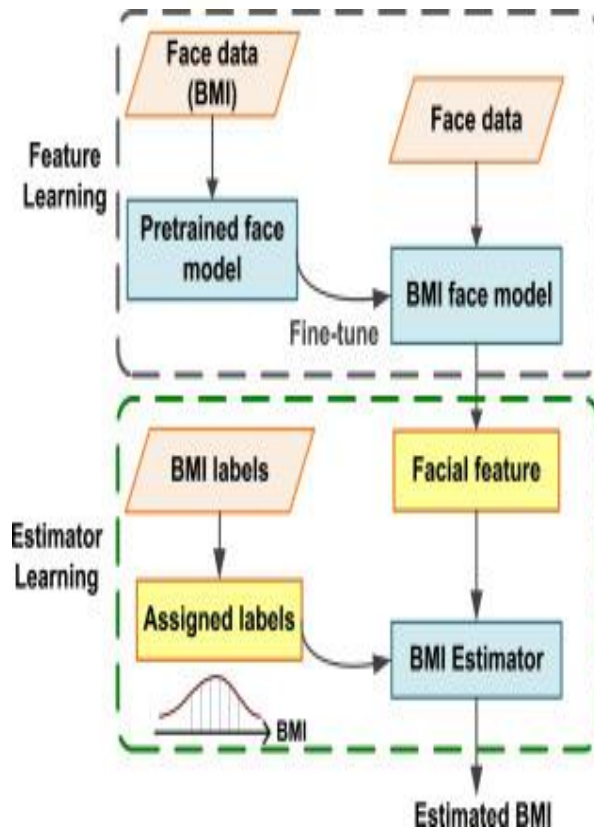 Face data
(BMI)
Face data
Feature
Learning
Pretrained face
model
BMI face model
Fine-tune
BMI labels
Facial feature
Estimator
Learning
Assigned labels
BMI Estimator
BMI
Estimated BMI